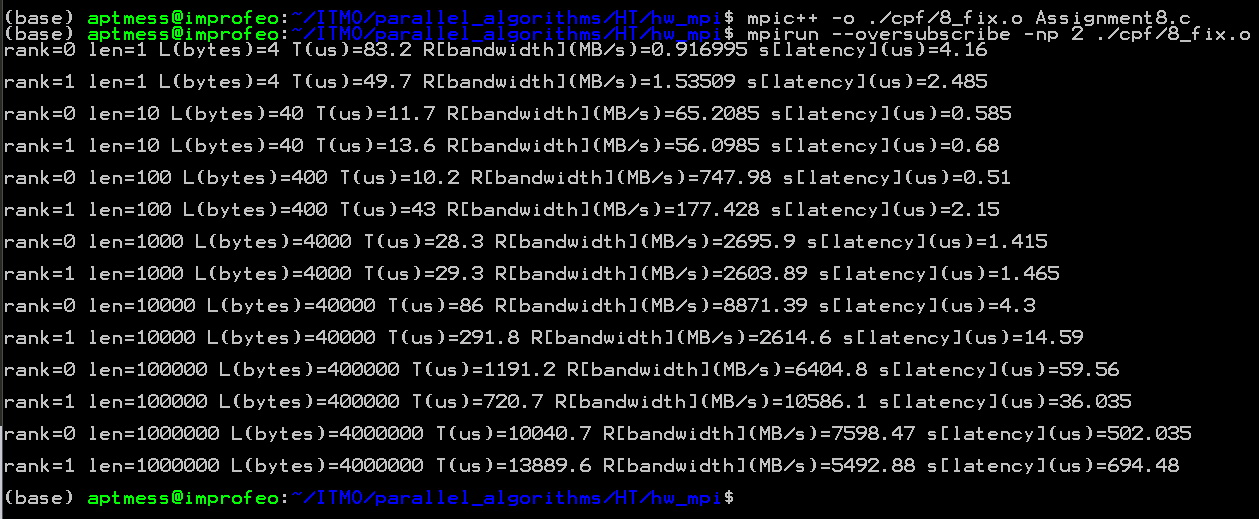 (base) aptmess@improfeo:~/ITMO/parallel_algorithms/HT/hw_mpi$ mpic++ -o ./cpf/8_fix.o Assignment8.c
(base) aptmess@improfeo:~/ITMO/parallel_algorithms/HT/hw_mpi$ mpirun --oversubscribe -np 2 ./cpf/8_fix.o
rank=0 len=1 L(bytes)=4 T(us)=83.2 R[bandwidth](MB/s)=0.916995 s[latency](us)=4.16
rank=1 len=1 L(bytes)=4 T(us)=49.7 R[bandwidth](MB/s)=1.53509 s[latency](us)=2.485
rank=0 len=10 L(bytes)=40 T(us)=11.7 R[bandwidth](MB/s)=65.2085 s[latency](us)=0.585
rank=1 len=10 L(bytes)=40 T(us)=13.6 R[bandwidth](MB/s)=56.0985 s[latency](us)=0.68
rank=0 len=100 L(bytes)=400 T(us)=10.2 R[bandwidth](MB/s)=747.98 s[latency](us)=0.51
rank=1 len=100 L(bytes)=400 T(us)=43 R[bandwidth](MB/s)=177.428 s[latency](us)=2.15
rank=0 len=1000 L(bytes)=4000 T(us)=28.3 R[bandwidth](MB/s)=2695.9 s[latency](us)=1.415
rank=1 len=1000 L(bytes)=4000 T(us)=29.3 R[bandwidth](MB/s)=2603.89 s[latency](us)=1.465
rank=0 len=10000 L(bytes)=40000 T(us)=86 R[bandwidth](MB/s)=8871.39 s[latency](us)=4.3
rank=1 len=10000 L(bytes)=40000 T(us)=291.8 R[bandwidth](MB/s)=2614.6 s[latency](us)=14.59
rank=0 len=100000 L(bytes)=400000 T(us)=1191.2 R[bandwidth](MB/s)=6404.8 s[latency](us)=59.56
rank=1 len=100000 L(bytes)=400000 T(us)=720.7 R[bandwidth](MB/s)=10586.1 s[latency](us)=36.035
rank=0 len=1000000 L(bytes)=4000000 T(us)=10040.7 R[bandwidth](MB/s)=7598.47 s[latency](us)=502.035
rank=1 len=1000000 L(bytes)=4000000 T(us)=13889.6 R[bandwidth](MB/s)=5492.88 s[latency](us)=694.48
(base) aptmess@improfeo:~/ITMO/parallel_algorithms/HT/hw_mpi$